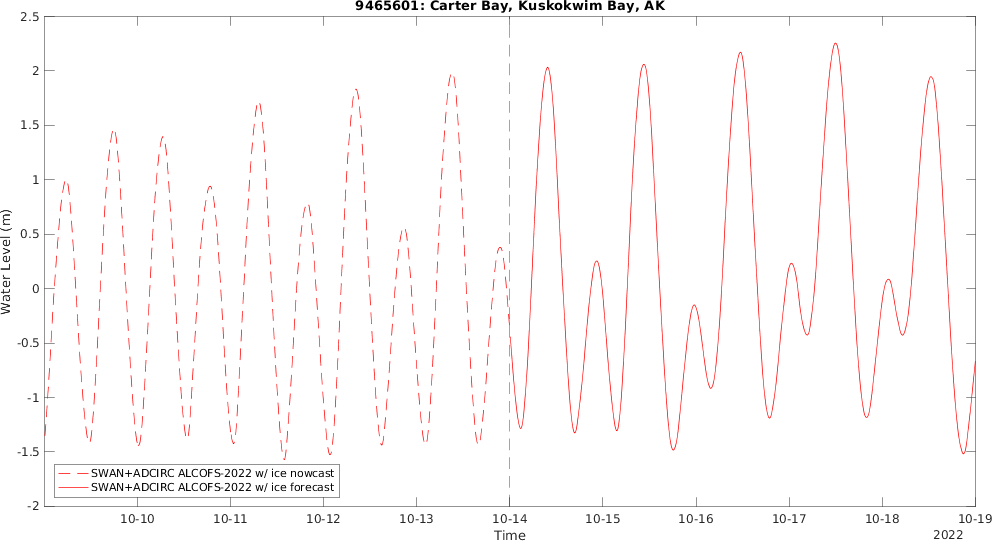 9465601: Carter Bay, Kuskokwim Bay, AK
2.5
2
1.5
1
0.5
0
-0.5
-1
-1.5
-2
Water Level (m)
SWAN+ADCIRC ALCOFS-2022 w/ ice nowcast
SWAN+ADCIRC ALCOFS-2022 w/ ice forecast
10-10 10-11 10-12 10-13 10-14 10-15 10-16 10-17 10-18 10-19
Time
2022